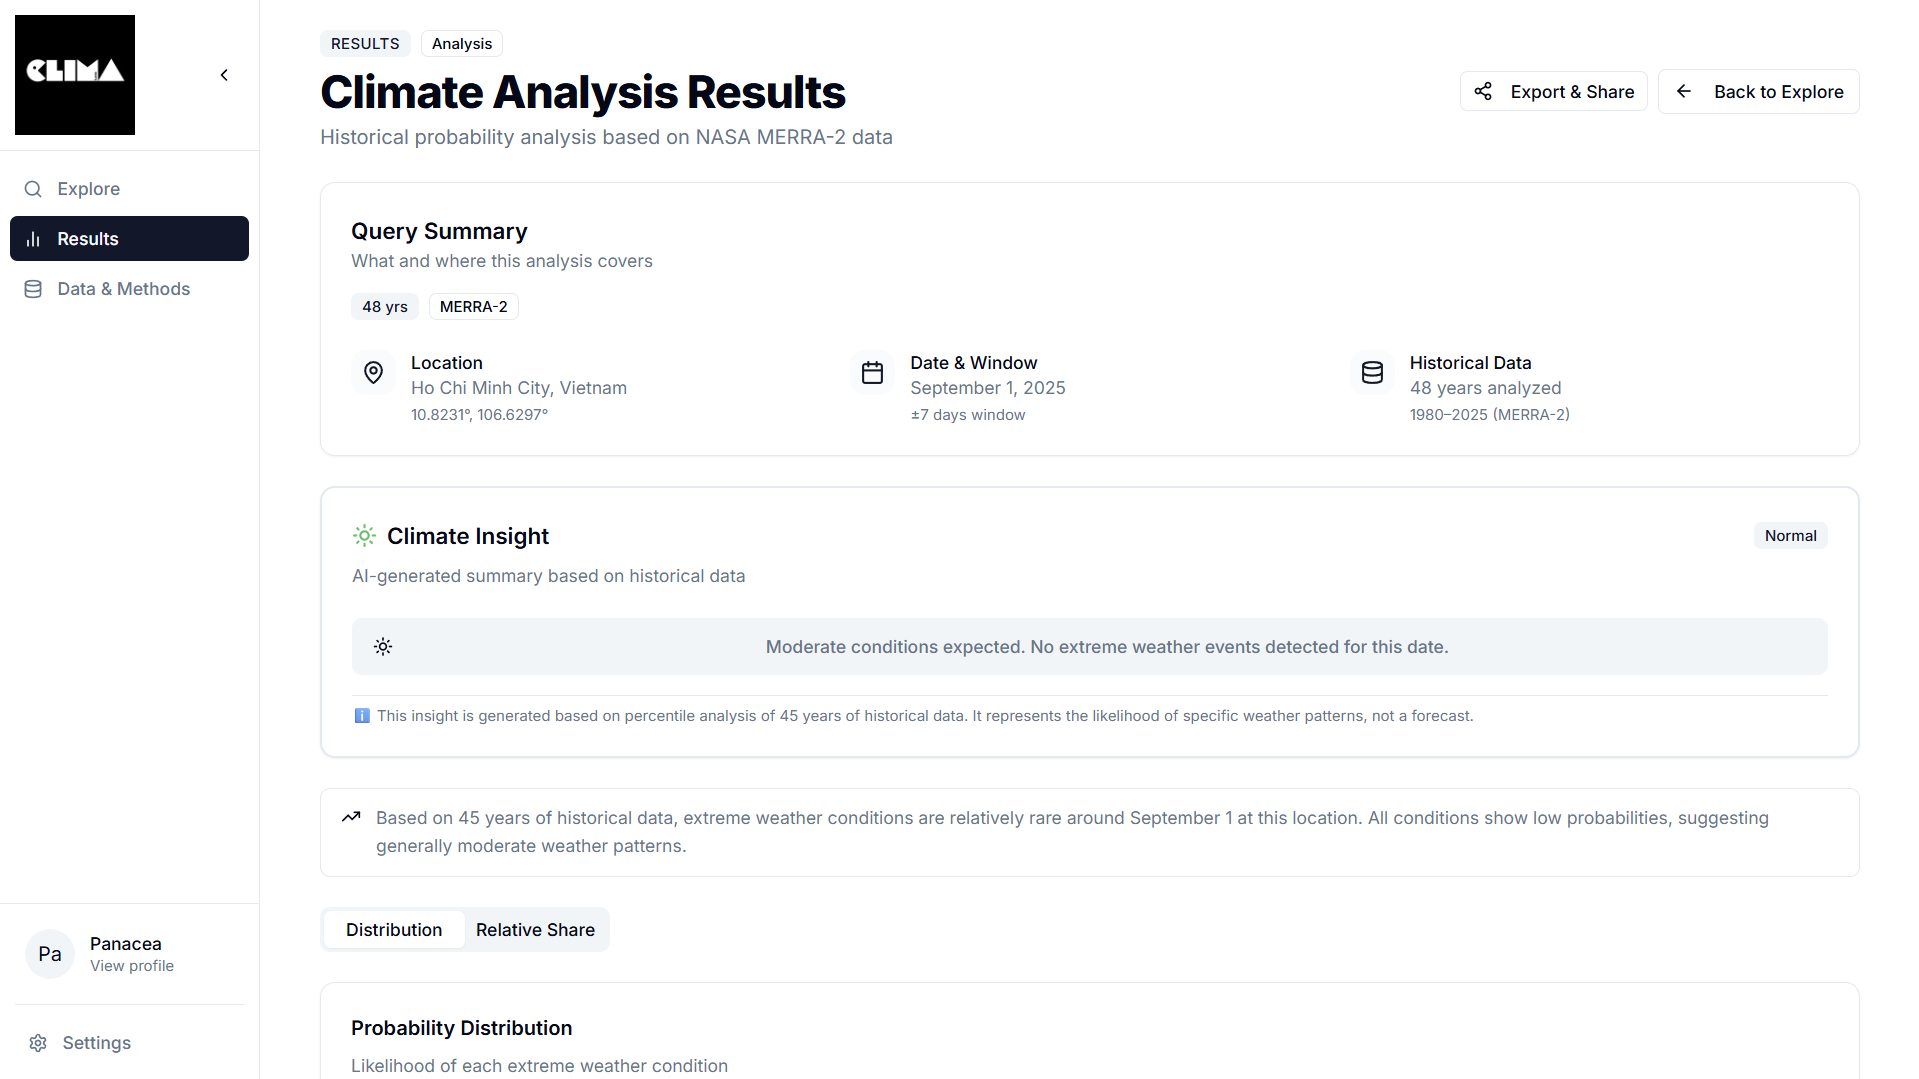 CLIMA
Explore
Results
Data & Methods
Pa
Panacea
View profile
Settings
RESULTS
Analysis
Climate Analysis Results
Historical probability analysis based on NASA MERRA-2 data
Export & Share
Back to Explore
Query Summary
What and where this analysis covers
48 yrs
MERRA-2
Location
Ho Chi Minh City, Vietnam
10.8231°, 106.6297°
Date & Window
September 1, 2025
±7 days window
Historical Data
48 years analyzed
1980–2025 (MERRA-2)
Climate Insight
Normal
AI-generated summary based on historical data
Moderate conditions expected. No extreme weather events detected for this date.
ℹ️ This insight is generated based on percentile analysis of 45 years of historical data. It represents the likelihood of specific weather patterns, not a forecast.
Based on 45 years of historical data, extreme weather conditions are relatively rare around September 1 at this location. All conditions show low probabilities, suggesting
generally moderate weather patterns.
Distribution
Relative Share
Probability Distribution
Likelihood of each extreme weather condition